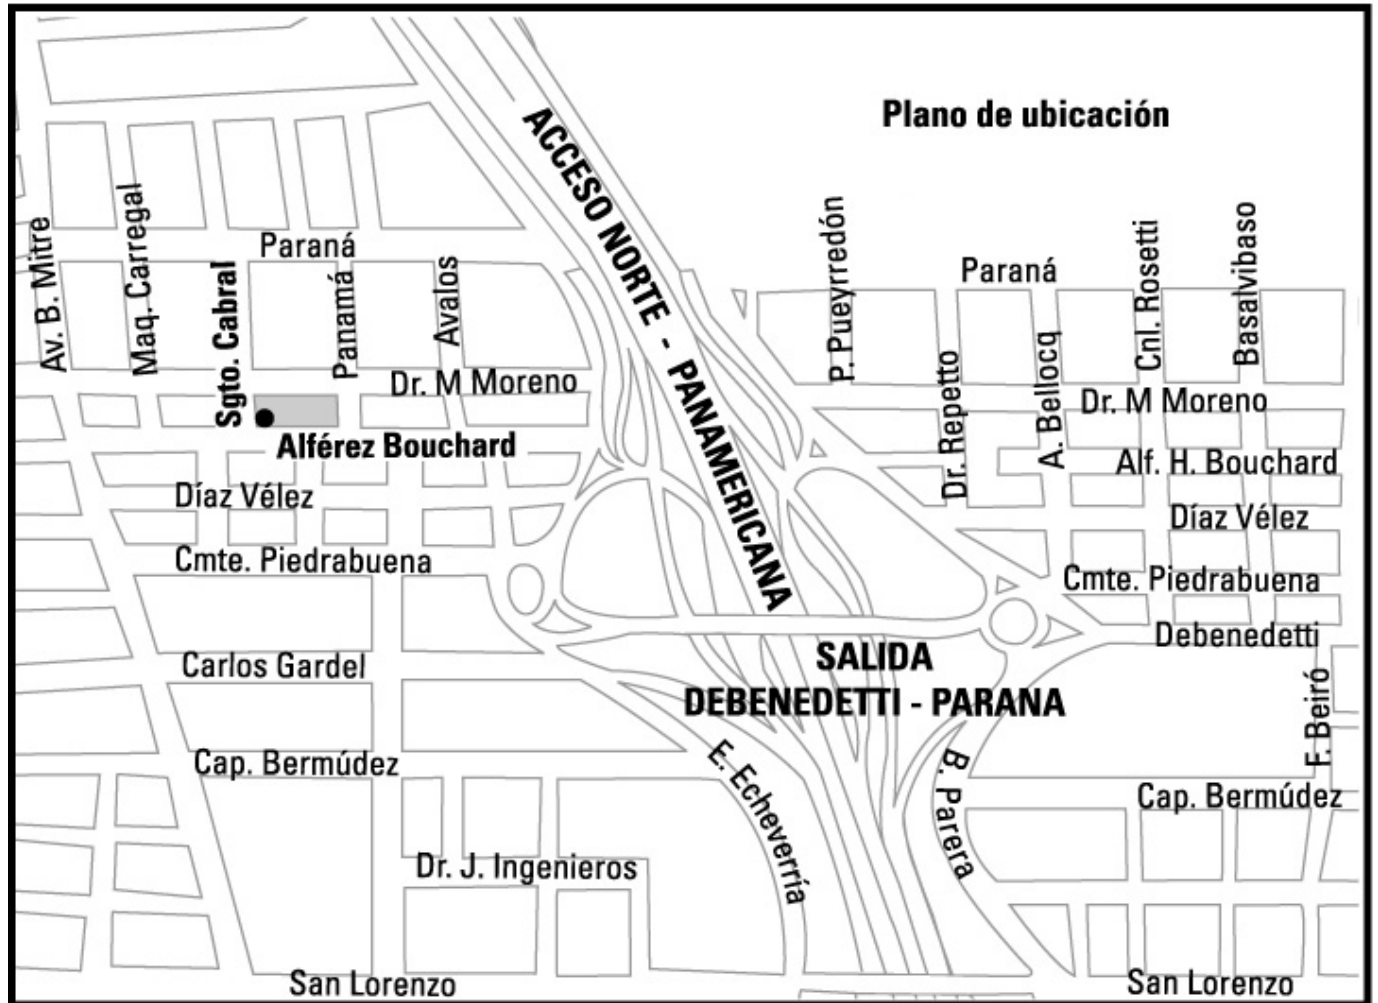 Plano de ubicación
ACCESO NORTE - PANAMERICANA
Av. B. Mitre
Maq. Carregal
Sgto. Cabral
Paraná
Panamá
Avalos
Dr. M Moreno
Alférez Bouchard
Díaz Vélez
Cmte. Piedrabuena
Carlos Gardel
Cap. Bermúdez
Dr. J. Ingenieros
San Lorenzo
E. Echeverría
SALIDA
DEBENEDETTI - PARANA
B. Parera
P. Pueyrredón
Paraná
Dr. Repetto
A. Bellocq
Cnl. Rosetti
Basalvibaso
Dr. M Moreno
Alf. H. Bouchard
Díaz Vélez
Cmte. Piedrabuena
Debenedetti
F. Beiró
Cap. Bermúdez
San Lorenzo